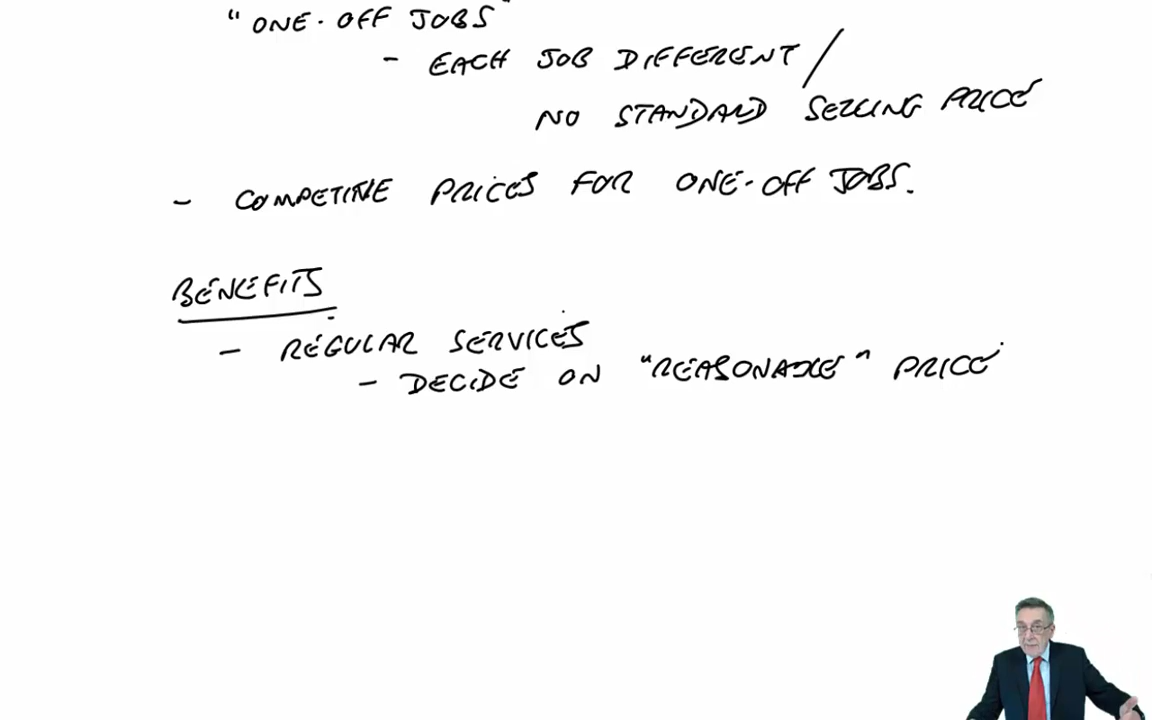 "ONE-OFF JOBS"
- EACH JOB DIFFERENT /
NO STANDARD SELLING PRICE
- COMPETITIVE PRICES FOR ONE-OFF JOBS.
BENEFITS
- REGULAR SERVICES
- DECIDE ON "REASONABLE" PRICE